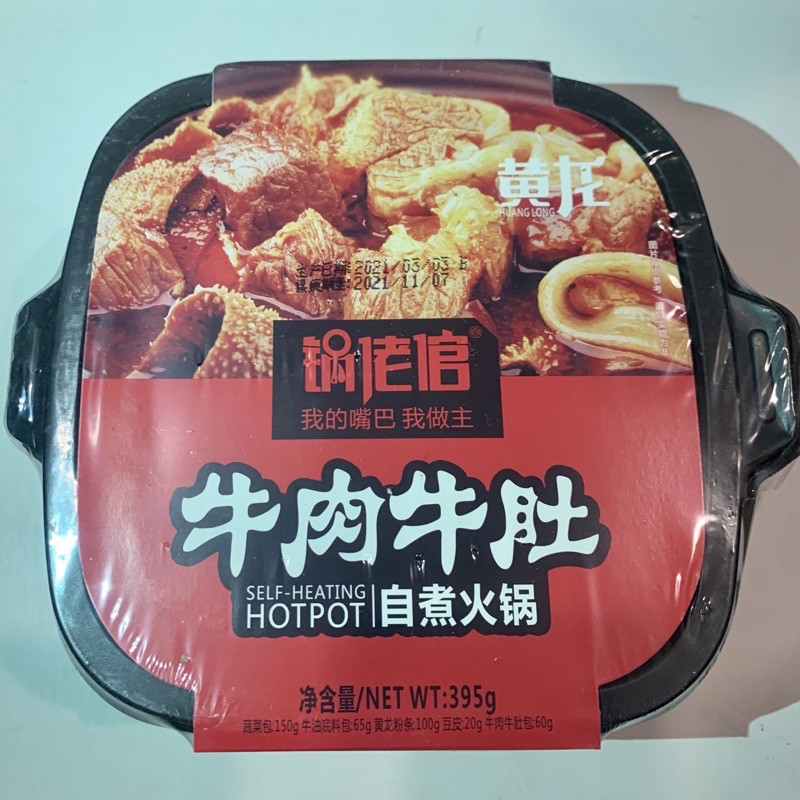 黄龙
HUANG LONG
生产日期:2021/03/03 B
保质期至:2021/11/07
锅佬倌®
我的嘴巴 我做主
牛肉牛肚
SELF-HEATING
HOTPOT
自煮火锅
净含量/NET WT:395g
蔬菜包:150g 牛油底料包:65g 黄龙粉条:100g 豆皮:20g 牛肉牛肚包:60g